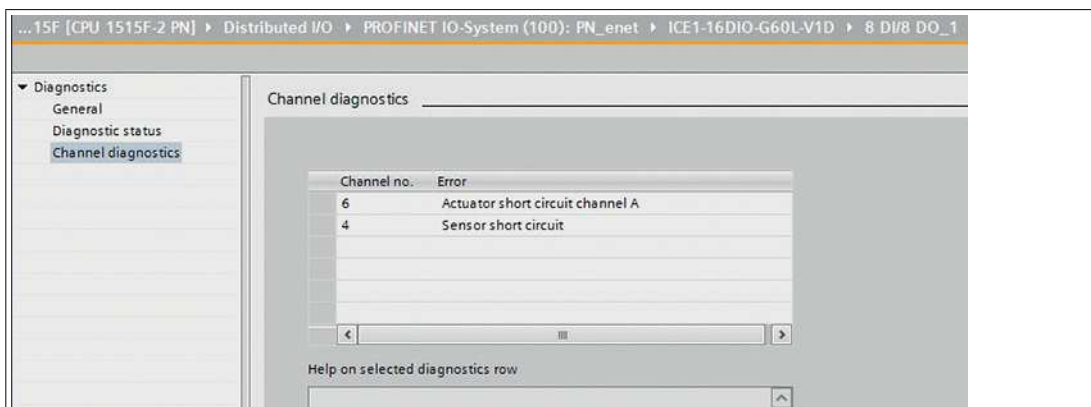 ...15F [CPU 1515F-2 PN] ▸ Distributed I/O ▸ PROFINET IO-System (100): PN_enet ▸ ICE1-16DIO-G60L-V1D ▸ 8 DI/8 DO_1
Diagnostics
General
Diagnostic status
Channel diagnostics
Channel diagnostics
Channel no. Error
6 Actuator short circuit channel A
4 Sensor short circuit
Help on selected diagnostics row